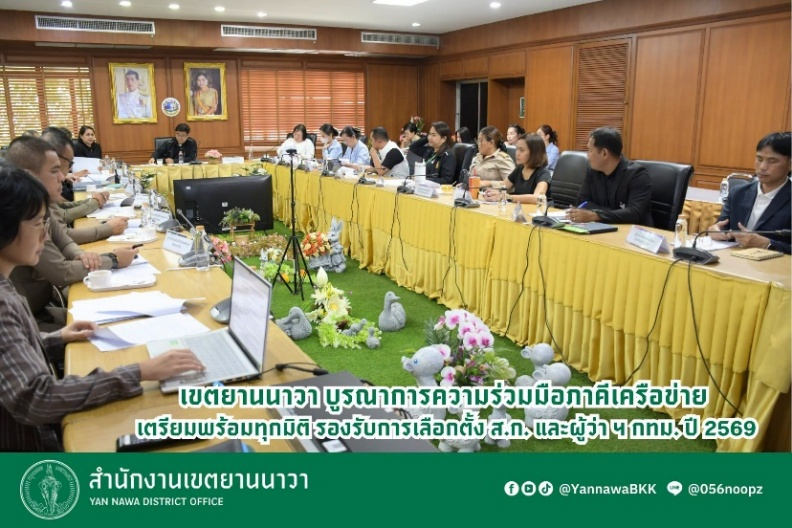 เขตยานนาวา บูรณาการความร่วมมือภาคีเครือข่าย
เตรียมพร้อมทุกมิติ รองรับการเลือกตั้ง ส.ก. และผู้ว่า ฯ กทม. ปี 2569
สำนักงานเขตยานนาวา
YAN NAWA DISTRICT OFFICE
@YannawaBKK @056noopz